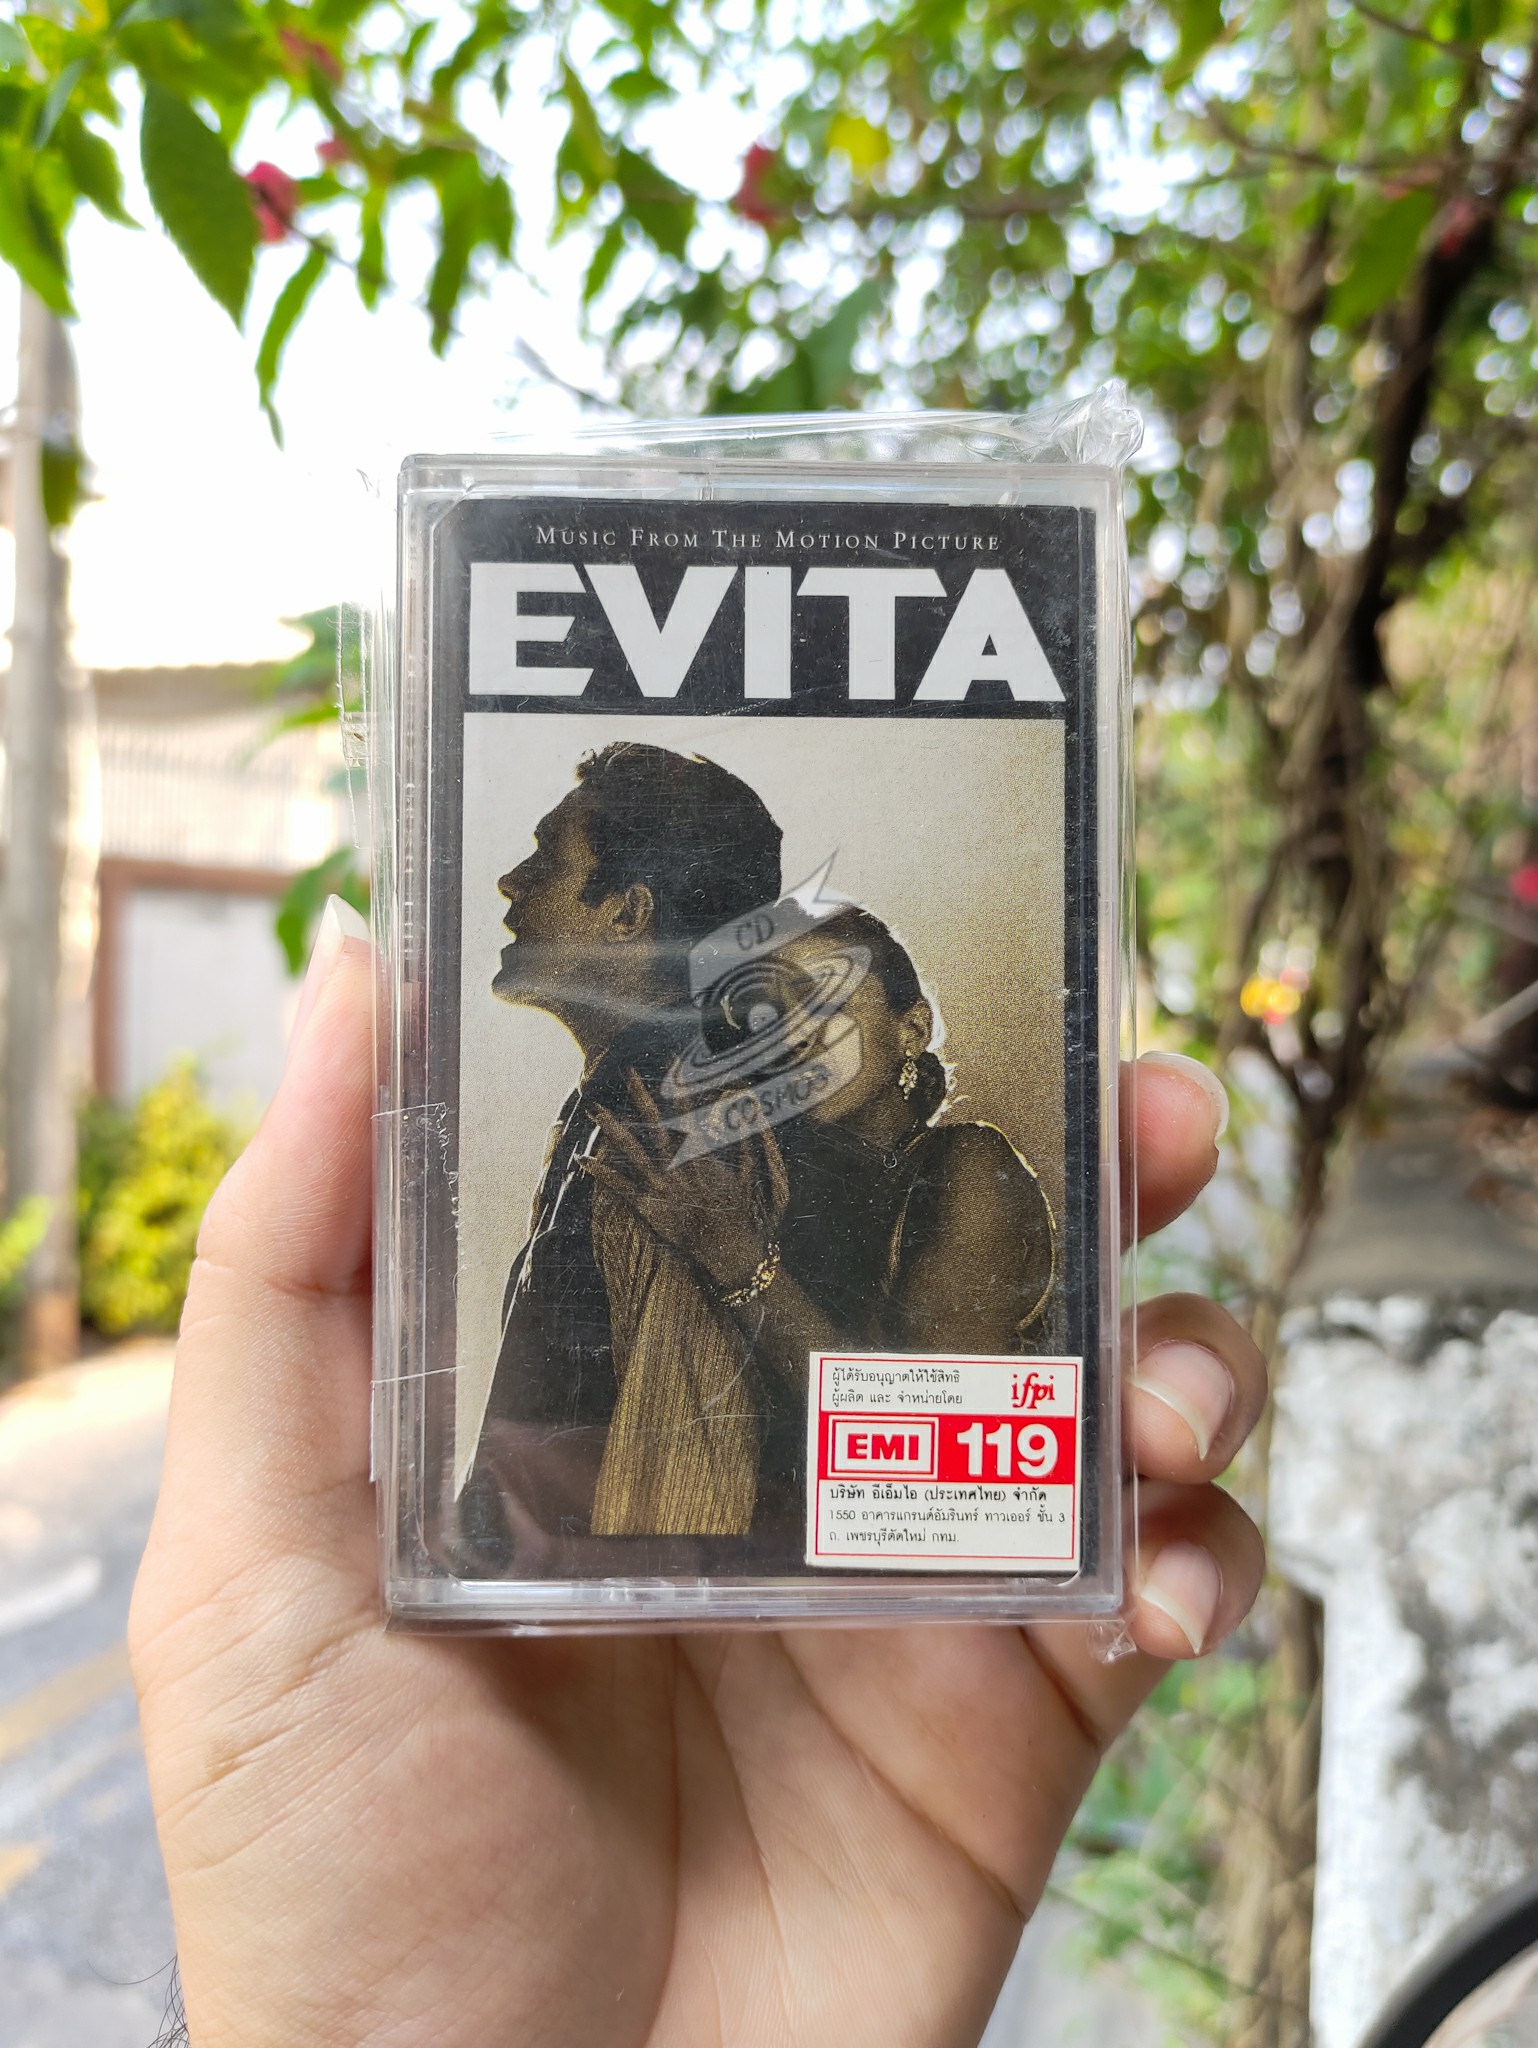 MUSIC FROM THE MOTION PICTURE
EVITA
CD
COSMOS
ผู้ได้รับอนุญาตให้ใช้สิทธิ
ผู้ผลิต และ จำหน่ายโดย
ifpi
EMI 119
บริษัท อีเอ็มไอ (ประเทศไทย) จำกัด
1550 อาคารแกรนด์อัมรินทร์ ทาวเออร์ ชั้น 3
ถ. เพชรบุรีตัดใหม่ กทม.